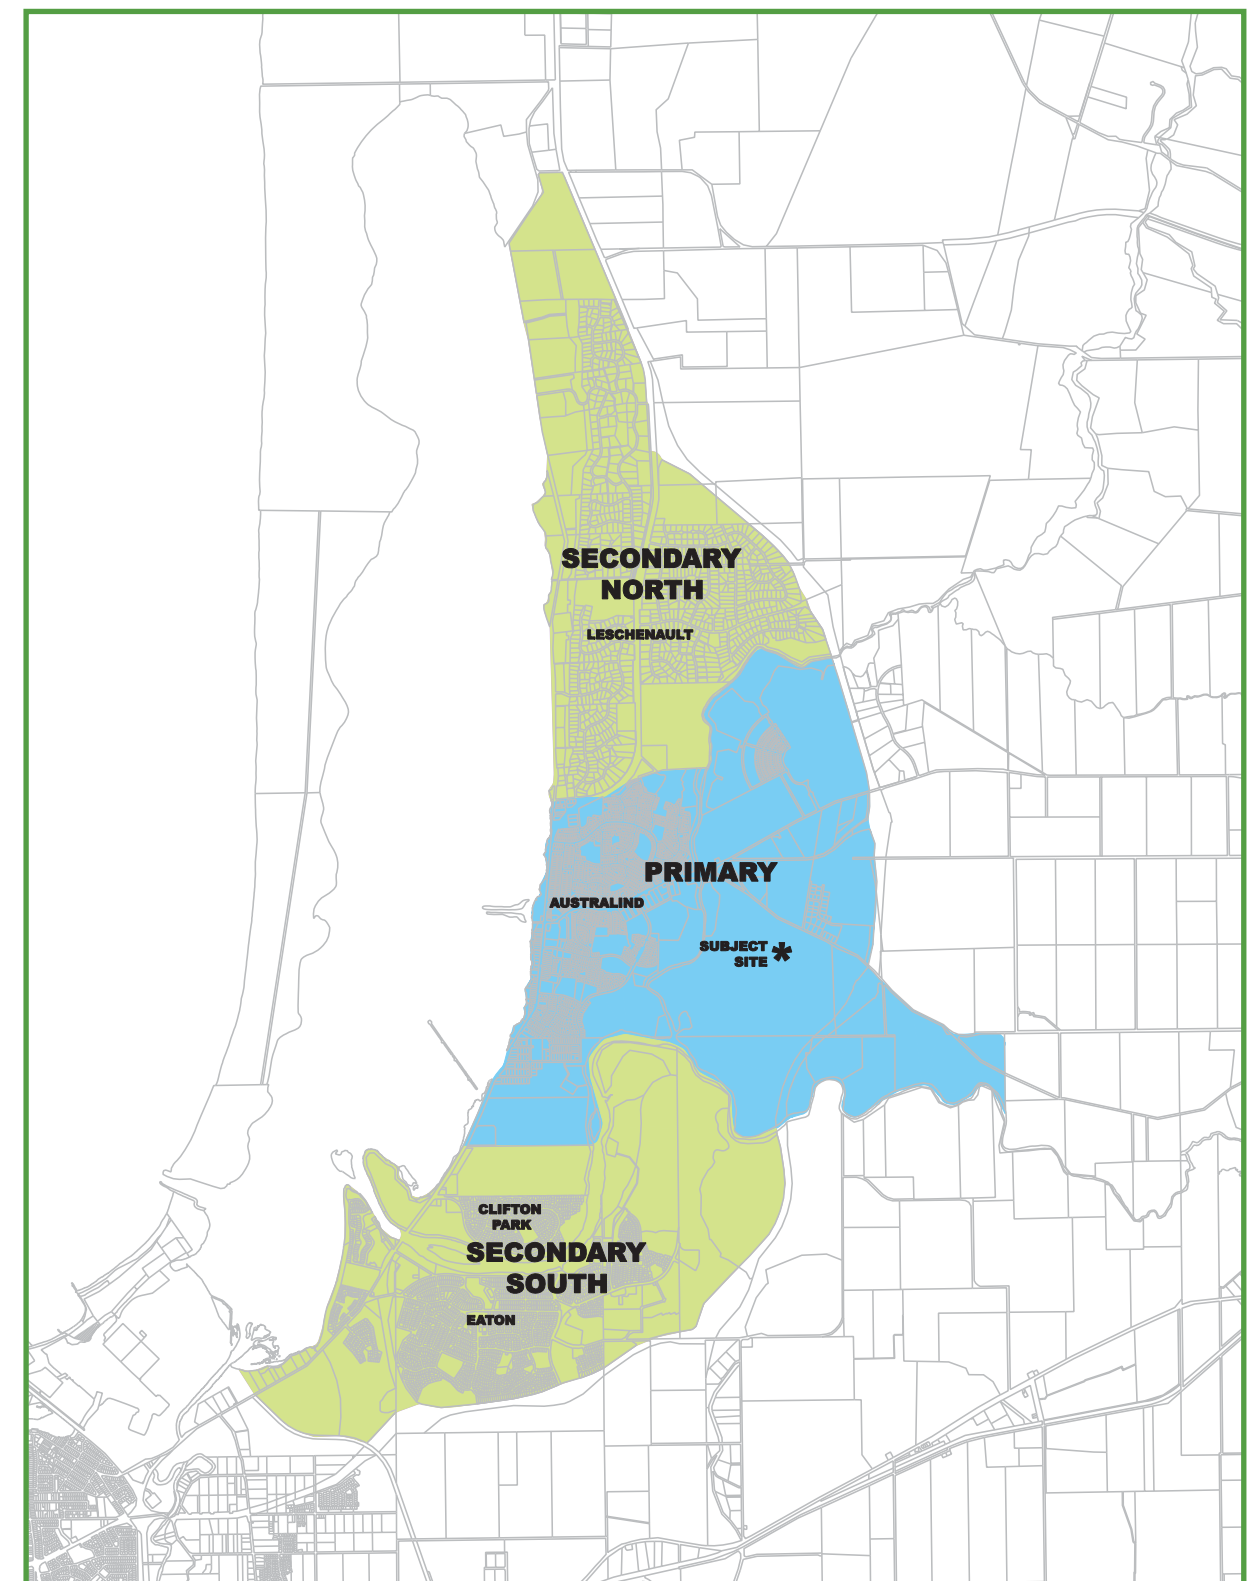 SECONDARY
NORTH
LESCHENAULT
PRIMARY
AUSTRALIND
SUBJECT
SITE *
CLIFTON
PARK
SECONDARY
SOUTH
EATON